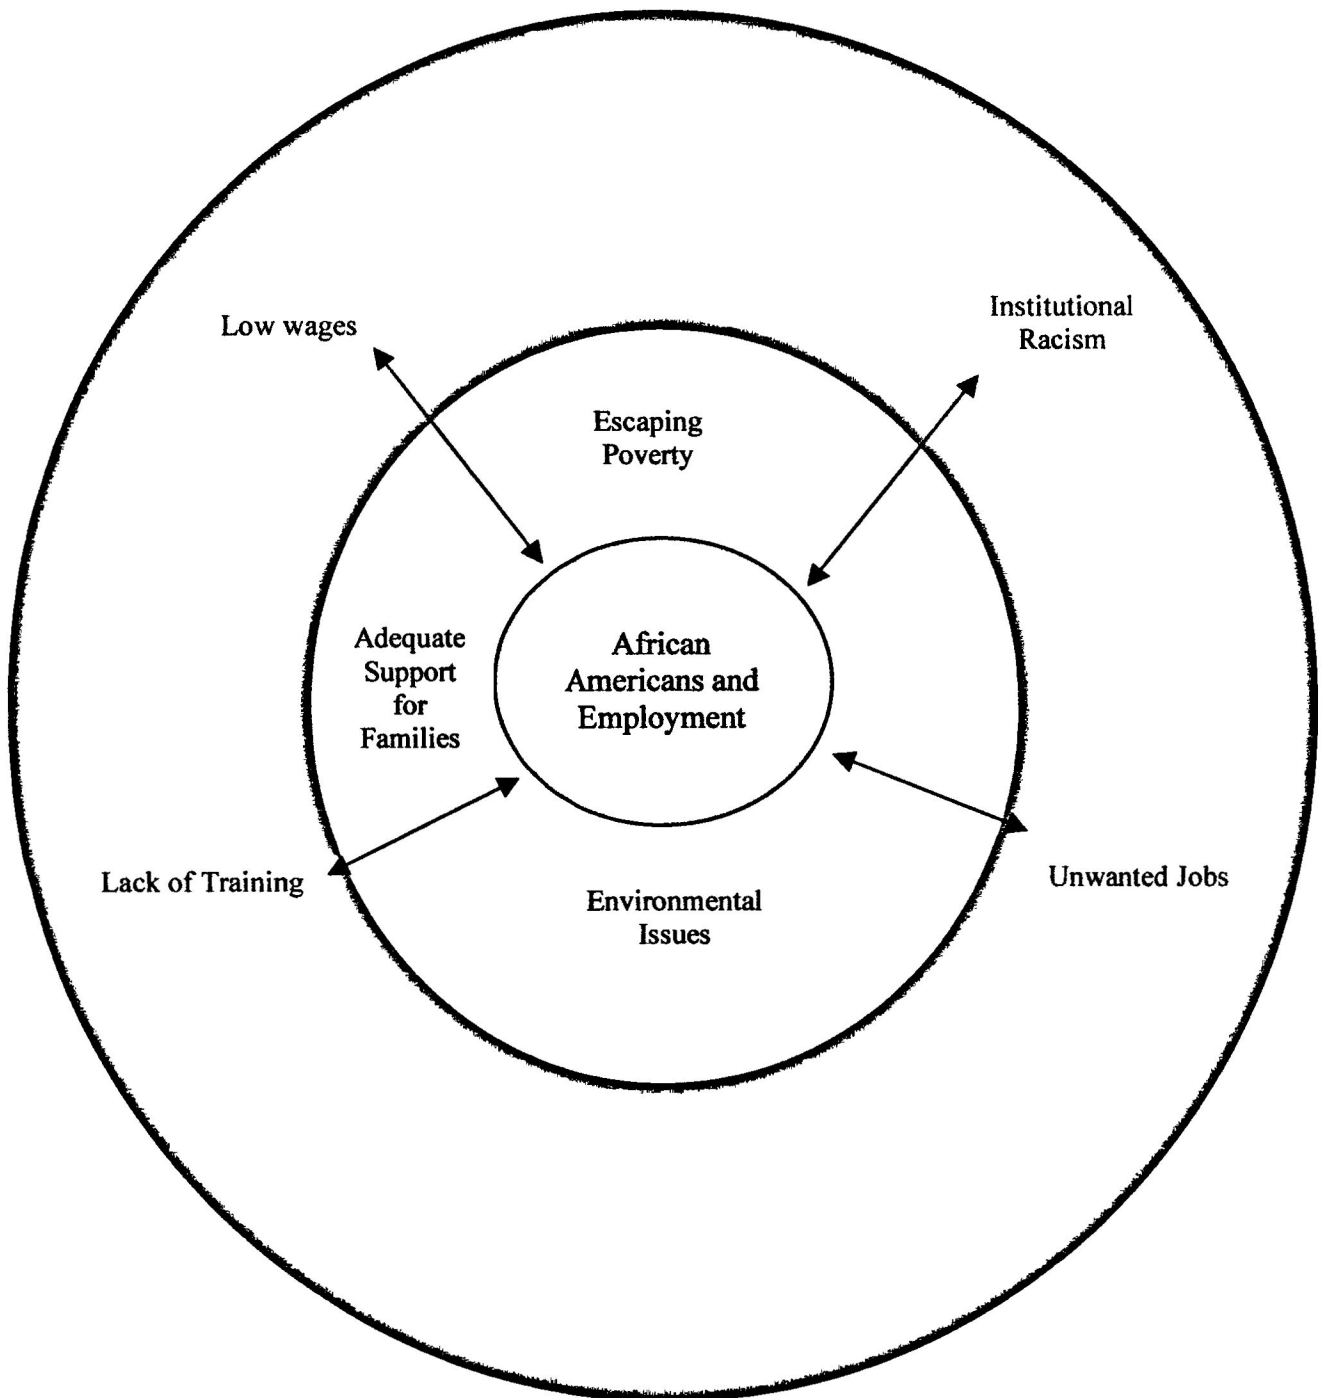 Low wages
Institutional
Racism
Escaping
Poverty
Adequate
Support
for
Families
African
Americans and
Employment
Lack of Training
Environmental
Issues
Unwanted Jobs